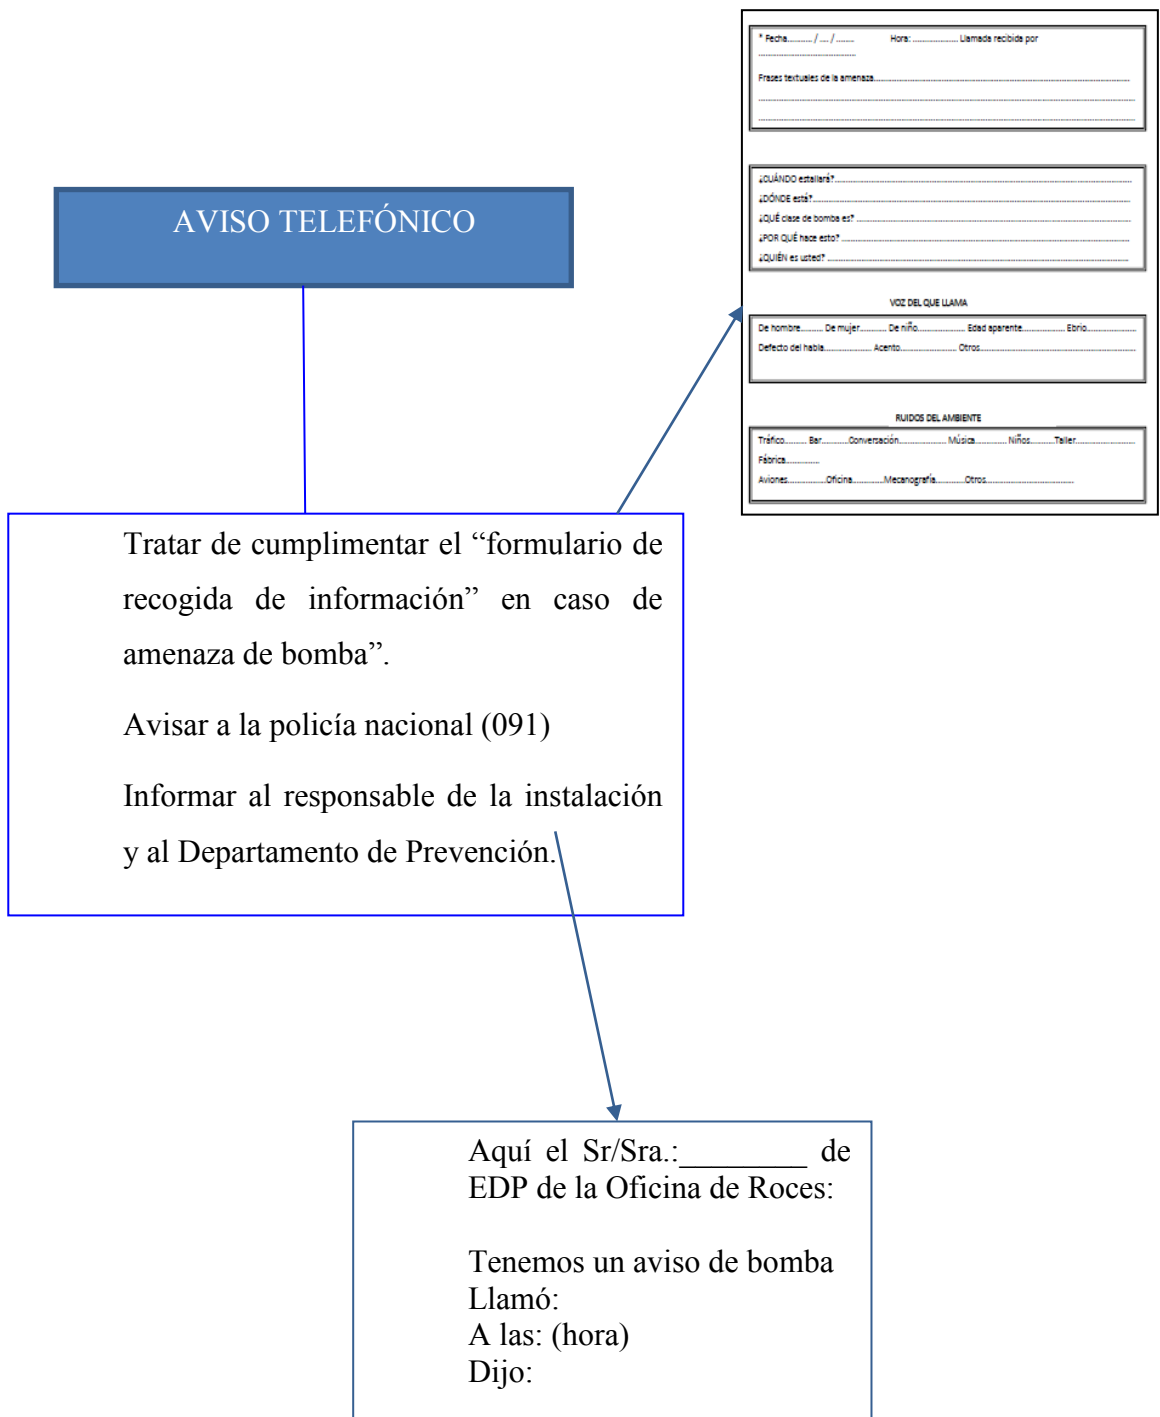 * Fecha............ / .... / ......... Hora: ...................... Llamada recibida por
...............................................
Frases textuales de la amenaza...........................................................................
...........................................................................
...........................................................................
¿CUÁNDO estallará?...........................................................................
¿DÓNDE está?...........................................................................
¿QUÉ clase de bomba es? ...........................................................................
¿POR QUÉ hace esto? ...........................................................................
¿QUIÉN es usted? ...........................................................................
VOZ DEL QUE LLAMA
De hombre........... De mujer............. De niño....................... Edad aparente..................... Ebrio........................
Defecto del habla....................... Acento........................... Otros...........................................................................
RUIDOS DEL AMBIENTE
Tráfico........... Bar.............Conversación....................... Música............... Niños............Taller.............................
Fábrica................
Aviones...................Oficina...............Mecanografía..............Otros...........................................
AVISO TELEFÓNICO
Tratar de cumplimentar el “formulario de
recogida de información” en caso de
amenaza de bomba”.
Avisar a la policía nacional (091)
Informar al responsable de la instalación
y al Departamento de Prevención.
Aquí el Sr/Sra.:________ de
EDP de la Oficina de Roces:
Tenemos un aviso de bomba
Llamó:
A las: (hora)
Dijo: